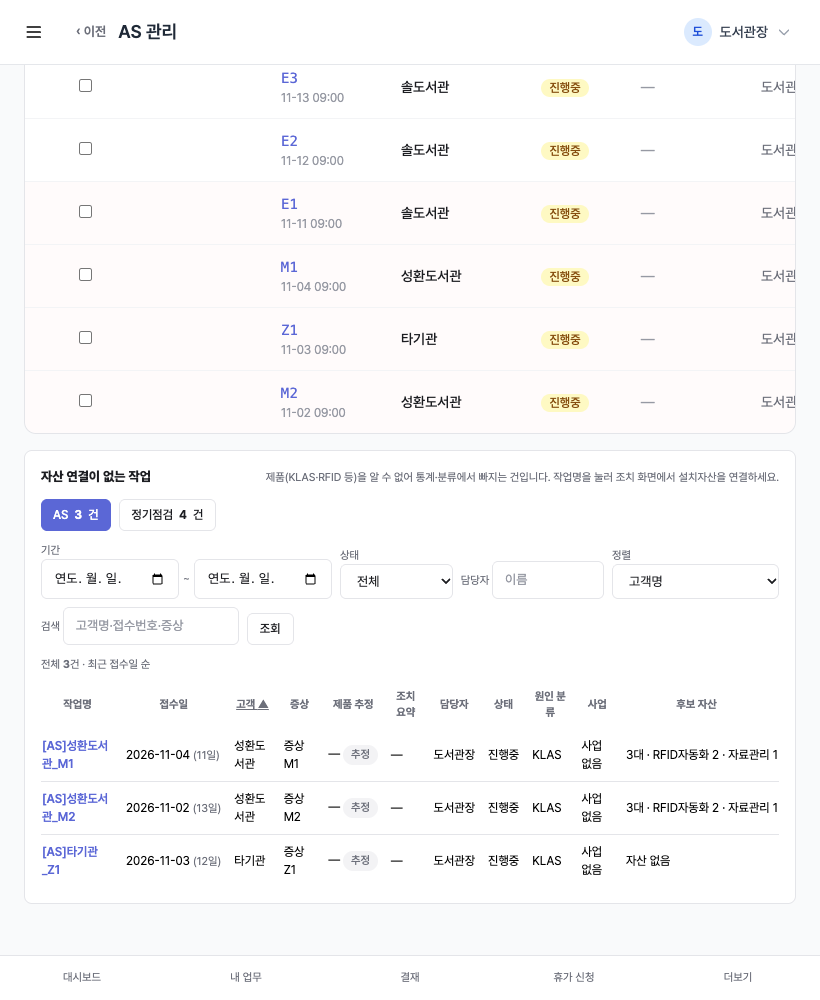 ‹ 이전 AS 관리 도 도서관장
E3
11-13 09:00 솔도서관 진행중 — 도서관
E2
11-12 09:00 솔도서관 진행중 — 도서관
E1
11-11 09:00 솔도서관 진행중 — 도서관
M1
11-04 09:00 성환도서관 진행중 — 도서관
Z1
11-03 09:00 타기관 진행중 — 도서관
M2
11-02 09:00 성환도서관 진행중 — 도서관
자산 연결이 없는 작업 제품(KLAS·RFID 등)을 알 수 없어 통계·분류에서 빠지는 건입니다. 작업명을 눌러 조치 화면에서 설치자산을 연결하세요.
AS 3 건 정기점검 4 건
기간 상태 정렬
연도. 월. 일. ~ 연도. 월. 일. 전체 담당자 이름 고객명
검색 고객명·접수번호·증상 조회
전체 3건 · 최근 접수일 순
작업명 접수일 고객 ▲ 증상 제품 추정 조치 요약 담당자 상태 원인 분류 사업 후보 자산
[AS]성환도서관_M1 2026-11-04 (11일) 성환도서관 증상 M1 — 추정 — 도서관장 진행중 KLAS 사업 없음 3대 · RFID자동화 2 · 자료관리 1
[AS]성환도서관_M2 2026-11-02 (13일) 성환도서관 증상 M2 — 추정 — 도서관장 진행중 KLAS 사업 없음 3대 · RFID자동화 2 · 자료관리 1
[AS]타기관_Z1 2026-11-03 (12일) 타기관 증상 Z1 — 추정 — 도서관장 진행중 KLAS 사업 없음 자산 없음
대시보드 내 업무 결재 휴가 신청 더보기